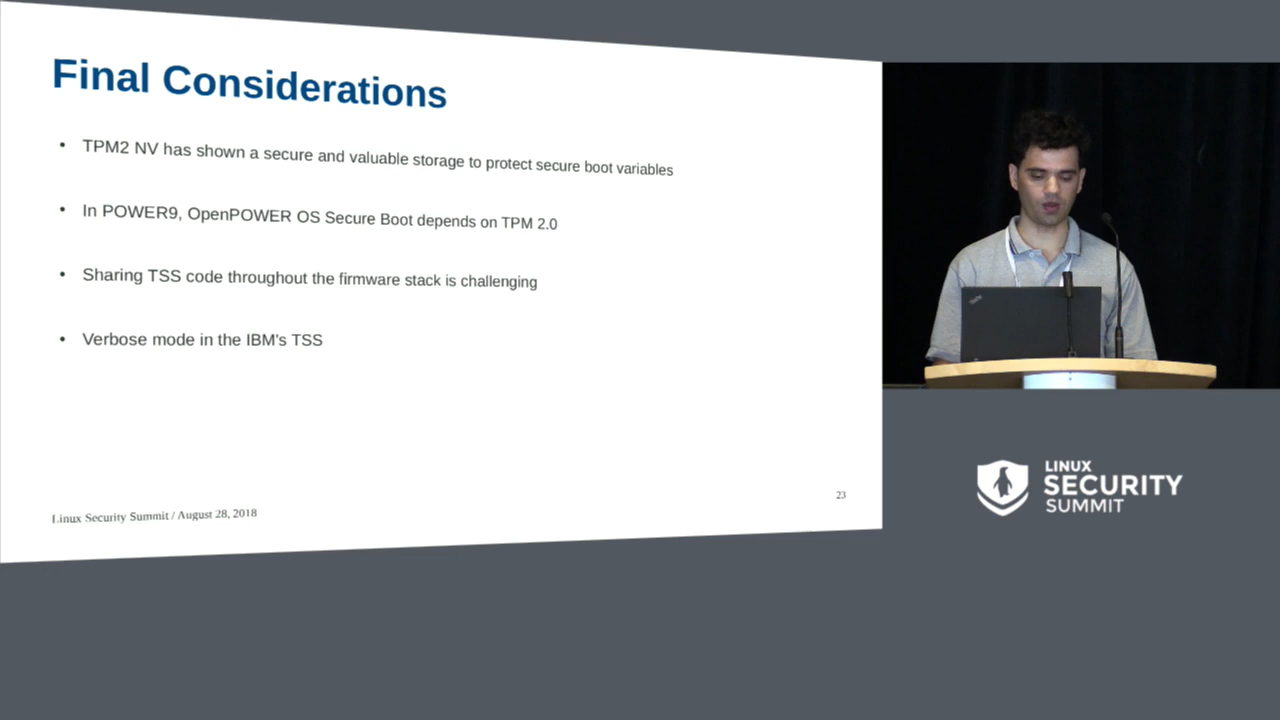 Final Considerations
• TPM2 NV has shown a secure and valuable storage to protect secure boot variables
• In POWER9, OpenPOWER OS Secure Boot depends on TPM 2.0
• Sharing TSS code throughout the firmware stack is challenging
• Verbose mode in the IBM's TSS
23
Linux Security Summit / August 28, 2018
LINUX
SECURITY
SUMMIT